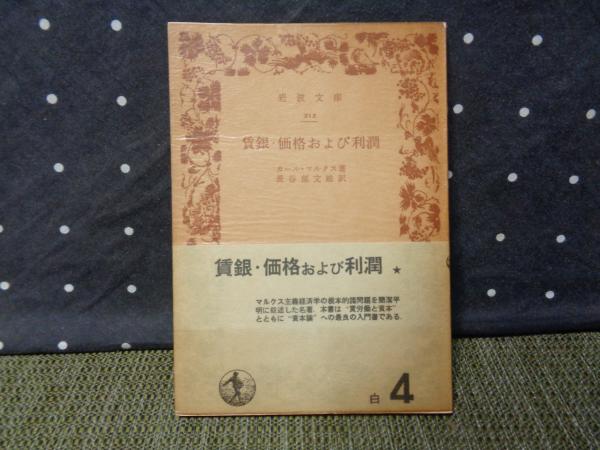 岩波文庫
212
賃銀・価格および利潤
カール・マルクス著
長谷部文雄訳
賃銀・価格および利潤 ★
マルクス主義経済学の根本的諸問題を簡潔平
明に叙述した名著．本書は“賃労働と資本”
とともに“資本論”への最良の入門書である．
白 4